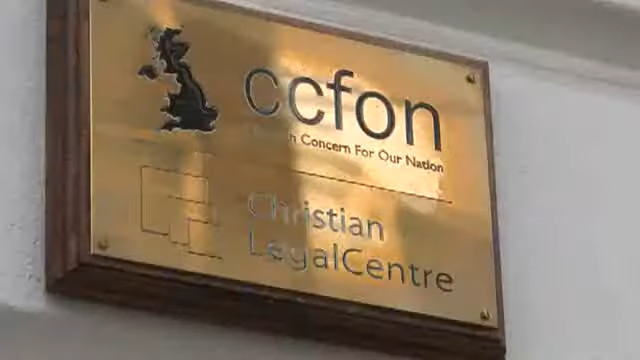 ccfon
Concern For Our Nation
Christian
LegalCentre